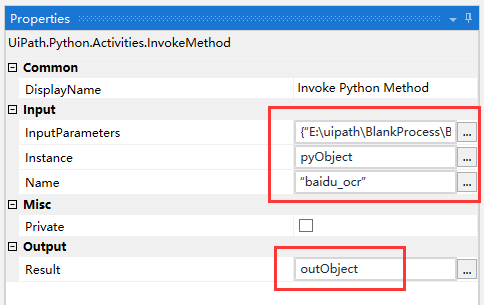 Properties
UiPath.Python.Activities.InvokeMethod
Common
DisplayName Invoke Python Method
Input
InputParameters {“E:\uipath\BlankProcess\B ...
Instance pyObject ...
Name “baidu_ocr” ...
Misc
Private
Output
Result outObject ...